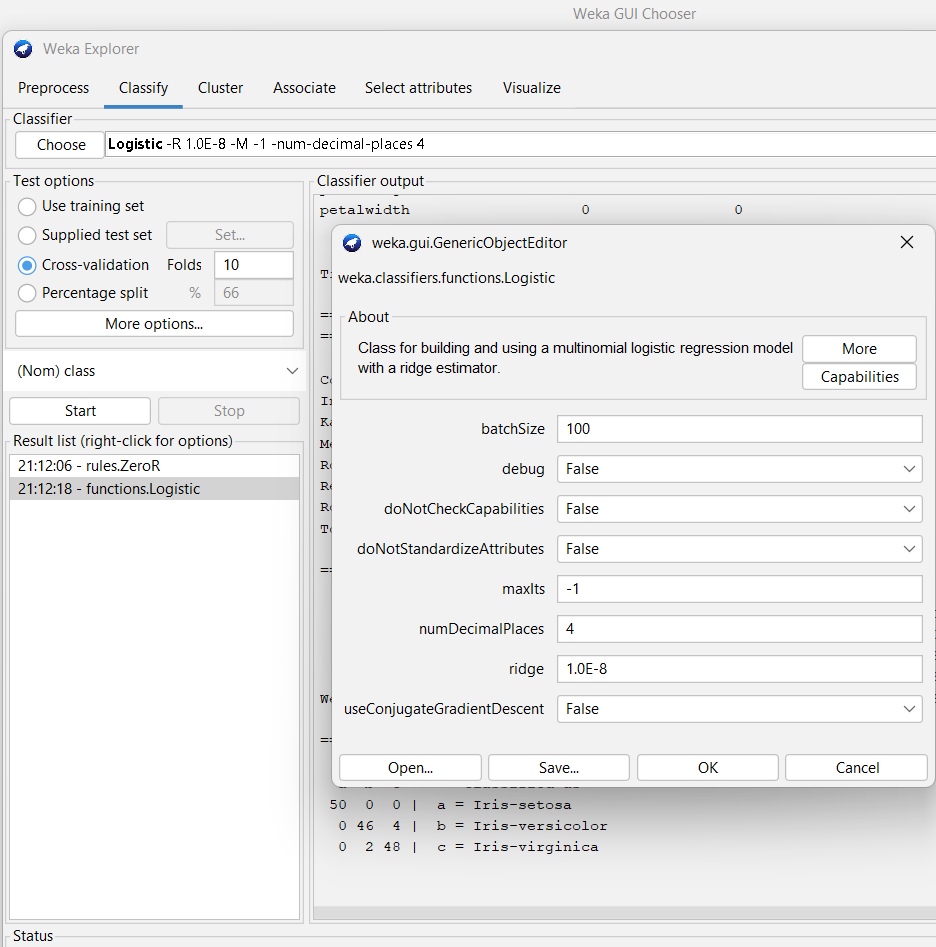 Weka GUI Chooser
Weka Explorer
Preprocess Classify Cluster Associate Select attributes Visualize
Classifier
Choose Logistic -R 1.0E-8 -M -1 -num-decimal-places 4
Test options
Use training set
Supplied test set Set...
Cross-validation Folds 10
Percentage split % 66
More options...
(Nom) class
Start Stop
Result list (right-click for options)
21:12:06 - rules.ZeroR
21:12:18 - functions.Logistic
Classifier output
petalwidth 0 0
weka.gui.GenericObjectEditor
weka.classifiers.functions.Logistic
About
Class for building and using a multinomial logistic regression model
with a ridge estimator.
More
Capabilities
batchSize 100
debug False
doNotCheckCapabilities False
doNotStandardizeAttributes False
maxIts -1
numDecimalPlaces 4
ridge 1.0E-8
useConjugateGradientDescent False
Open... Save... OK Cancel
50 0 0 | a = Iris-setosa
0 46 4 | b = Iris-versicolor
0 2 48 | c = Iris-virginica
Status